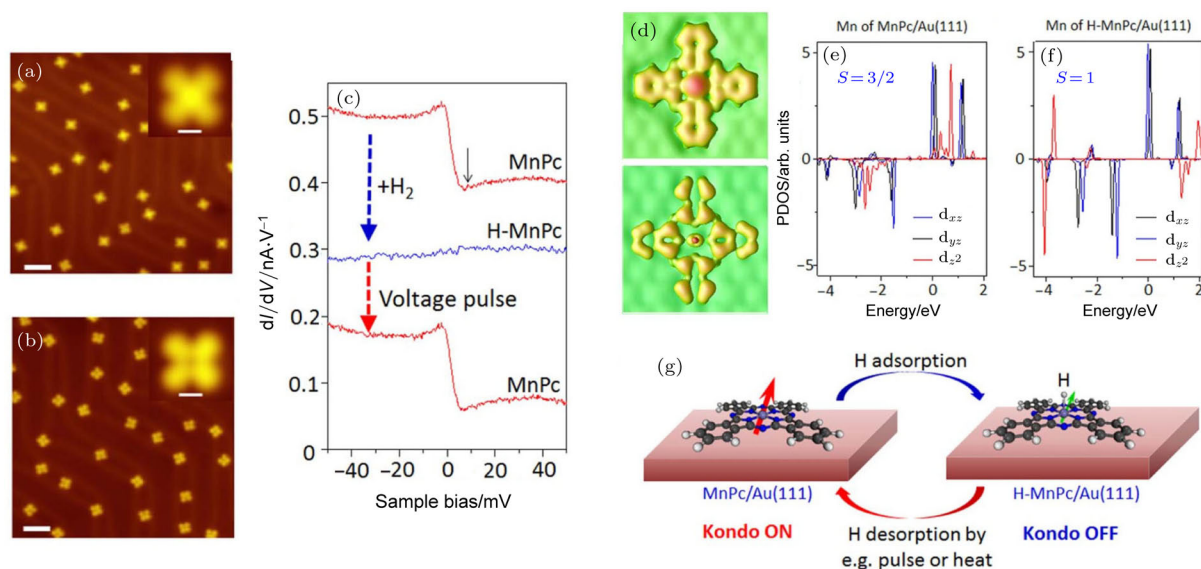 (a)
(b)
(c)
0.5
0.4
0.3
0.2
0.1
0
dI/dV/nA·V⁻¹
MnPc
+H₂
H-MnPc
Voltage pulse
MnPc
−40
−20
0
20
40
Sample bias/mV
(d)
Mn of MnPc/Au(111)
(e)
S=3/2
5
0
−5
PDOS/arb. units
d_xz
d_yz
d_z2
−4
−2
0
2
Energy/eV
Mn of H-MnPc/Au(111)
(f)
S=1
5
0
−5
d_xz
d_yz
d_z2
−4
−2
0
2
Energy/eV
(g)
H adsorption
H
MnPc/Au(111)
H-MnPc/Au(111)
Kondo ON
H desorption by
e.g. pulse or heat
Kondo OFF